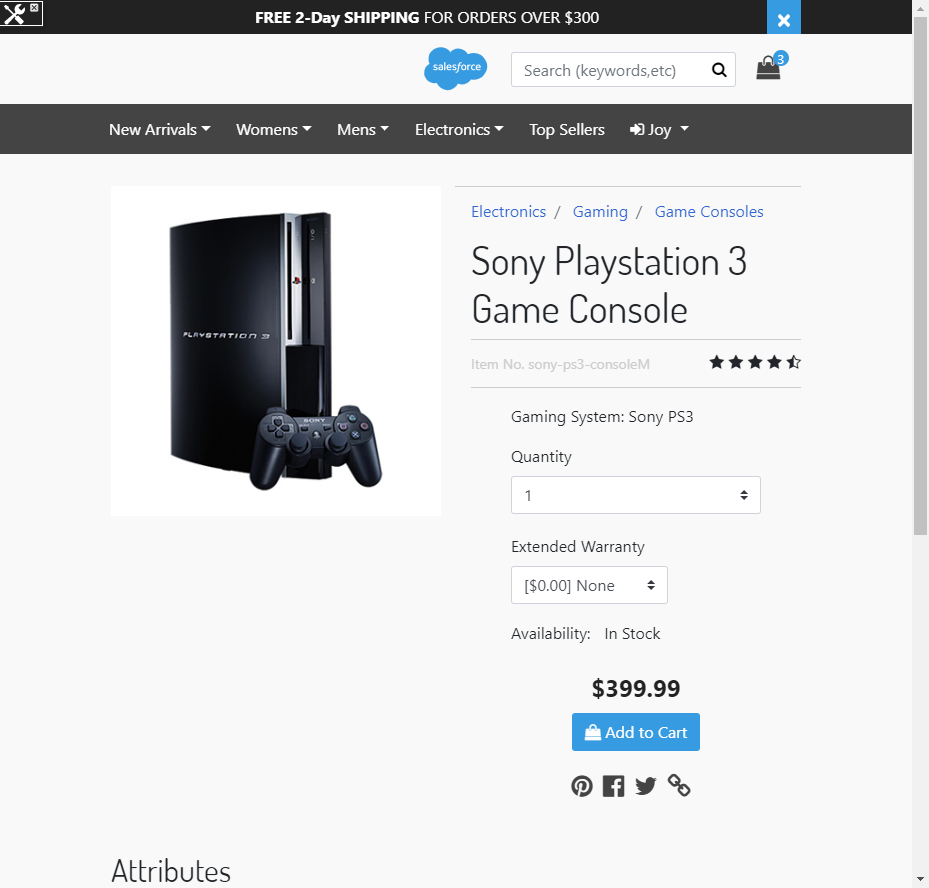 FREE 2-Day SHIPPING FOR ORDERS OVER $300
salesforce
Search (keywords,etc)
3
New Arrivals
Womens
Mens
Electronics
Top Sellers
Joy
Electronics / Gaming / Game Consoles
Sony Playstation 3
Game Console
PLAYSTATION 3
SONY
Item No. sony-ps3-consoleM
Gaming System: Sony PS3
Quantity
1
Extended Warranty
[$0.00] None
Availability: In Stock
$399.99
Add to Cart
Attributes